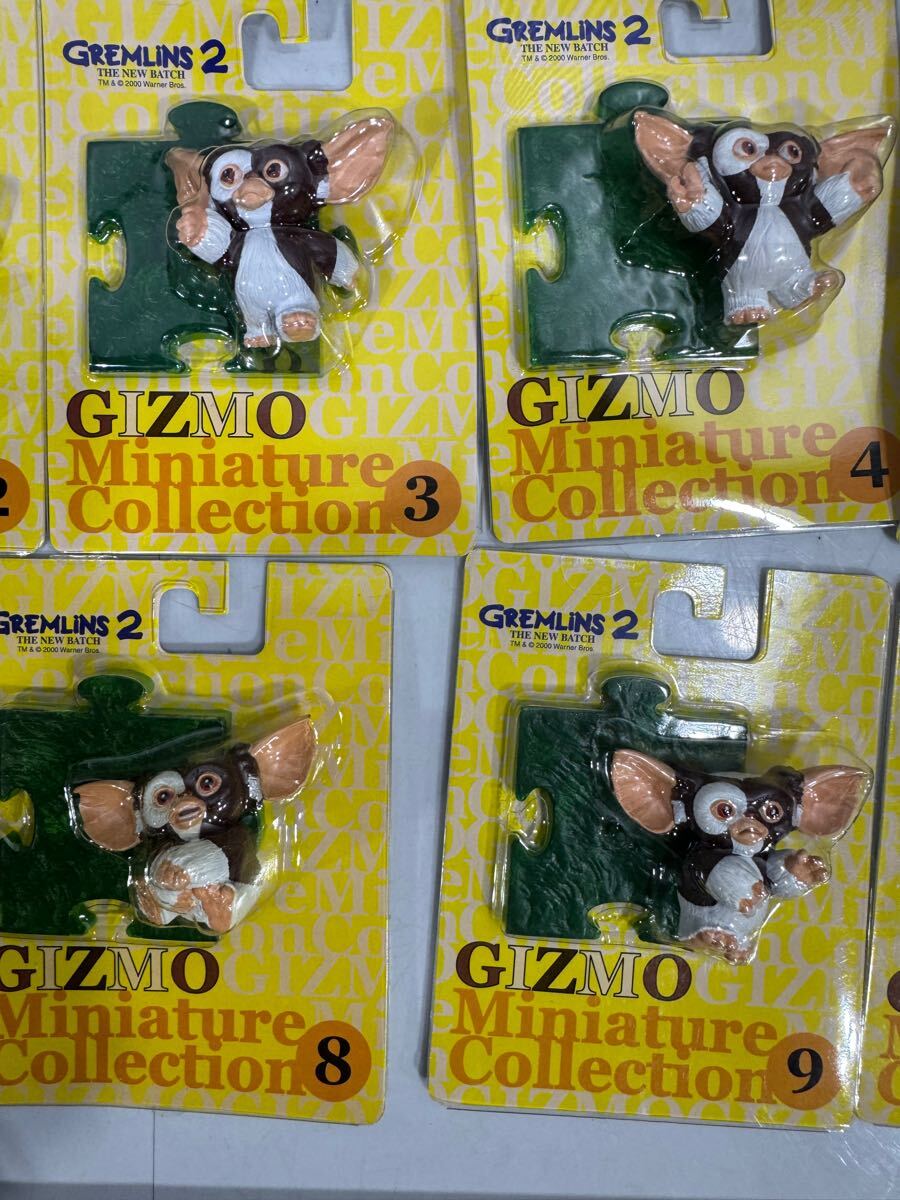 GREMLINS 2
THE NEW BATCH
TM & © 2000 Warner Bros.
GIZMO
Miniature
Collection
3
GREMLINS 2
THE NEW BATCH
TM & © 2000 Warner Bros.
GIZMO
Miniature
Collection
4
2
GREMLINS 2
THE NEW BATCH
TM & © 2000 Warner Bros.
GIZMO
Miniature
Collection
8
GREMLINS 2
THE NEW BATCH
TM & © 2000 Warner Bros.
GIZMO
Miniature
Collection
9